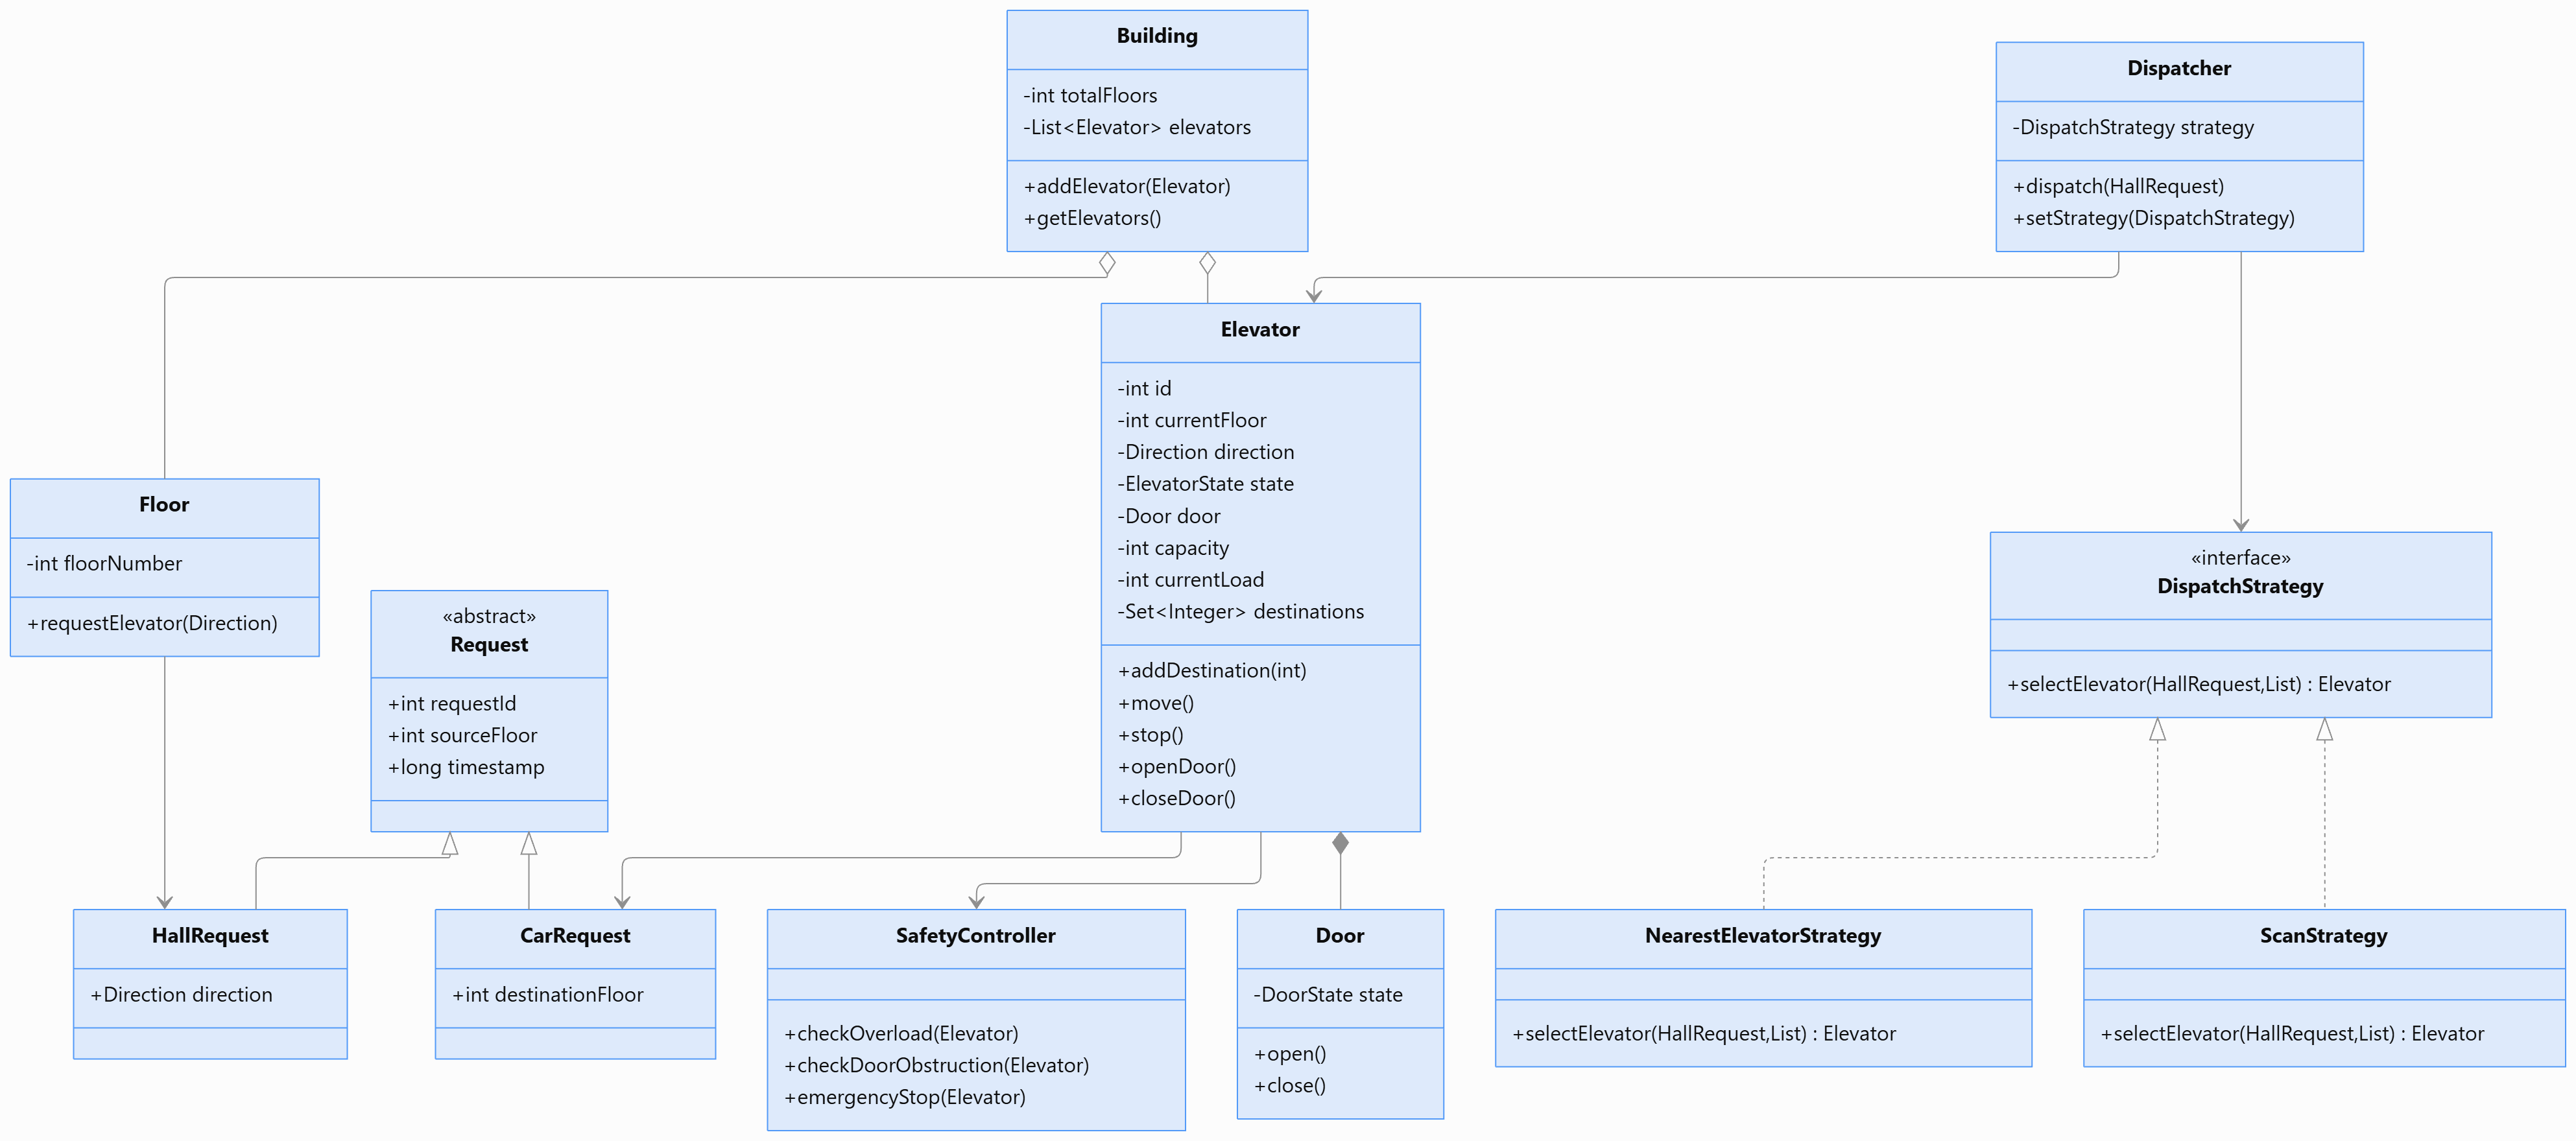 Building
-int totalFloors
-List<Elevator> elevators
+addElevator(Elevator)
+getElevators()
Dispatcher
-DispatchStrategy strategy
+dispatch(HallRequest)
+setStrategy(DispatchStrategy)
Elevator
-int id
-int currentFloor
-Direction direction
-ElevatorState state
-Door door
-int capacity
-int currentLoad
-Set<Integer> destinations
+addDestination(int)
+move()
+stop()
+openDoor()
+closeDoor()
Floor
-int floorNumber
+requestElevator(Direction)
«abstract»
Request
+int requestId
+int sourceFloor
+long timestamp
«interface»
DispatchStrategy
+selectElevator(HallRequest,List) : Elevator
HallRequest
+Direction direction
CarRequest
+int destinationFloor
SafetyController
+checkOverload(Elevator)
+checkDoorObstruction(Elevator)
+emergencyStop(Elevator)
Door
-DoorState state
+open()
+close()
NearestElevatorStrategy
+selectElevator(HallRequest,List) : Elevator
ScanStrategy
+selectElevator(HallRequest,List) : Elevator